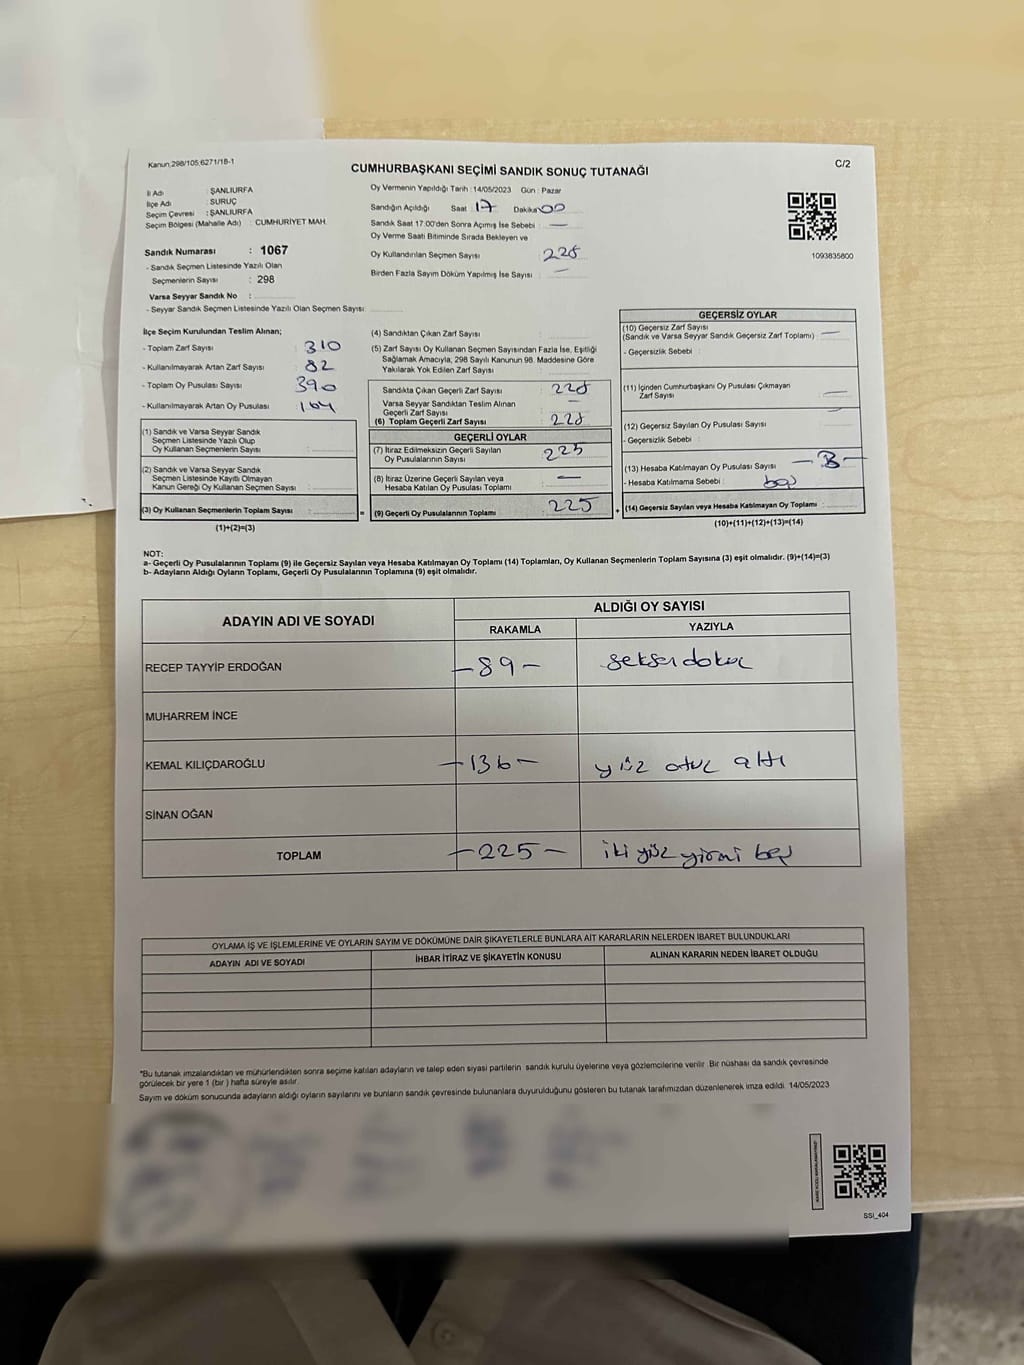 Kanun:298/105;6271/18-1
C/2
CUMHURBAŞKANI SEÇİMİ SANDIK SONUÇ TUTANAĞI
İl Adı : ŞANLIURFA
İlçe Adı : SURUÇ
Seçim Çevresi : ŞANLIURFA
Seçim Bölgesi (Mahalle Adı) : CUMHURİYET MAH.
Sandık Numarası : 1067
- Sandık Seçmen Listesinde Yazılı Olan
Seçmenlerin Sayısı : 298
Varsa Seyyar Sandık No :
- Seyyar Sandık Seçmen Listesinde Yazılı Olan Seçmen Sayısı:
Oy Vermenin Yapıldığı Tarih : 14/05/2023 Gün : Pazar
Sandığın Açıldığı Saat : 17 Dakika: 00
Sandık Saat 17:00'den Sonra Açımış İse Sebebi : —
Oy Verme Saati Bitiminde Sırada Bekleyen ve
Oy Kullandırılan Seçmen Sayısı : 225
Birden Fazla Sayım Döküm Yapılmış İse Sayısı : —
1093835800
İlçe Seçim Kurulundan Teslim Alınan;
- Toplam Zarf Sayısı : 310
- Kullanılmayarak Artan Zarf Sayısı : 82
- Toplam Oy Pusulası Sayısı : 390
- Kullanılmayarak Artan Oy Pusulası : 164
(1) Sandık ve Varsa Seyyar Sandık
Seçmen Listesinde Yazılı Olup
Oy Kullanan Seçmenlerin Sayısı :
(2) Sandık ve Varsa Seyyar Sandık
Seçmen Listesinde Kayıtlı Olmayan
Kanun Gereği Oy Kullanan Seçmen Sayısı :
(3) Oy Kullanan Seçmenlerin Toplam Sayısı :
(1)+(2)=(3)
=
(4) Sandıktan Çıkan Zarf Sayısı :
(5) Zarf Sayısı Oy Kullanan Seçmen Sayısından Fazla İse, Eşitliği
Sağlamak Amacıyla, 298 Sayılı Kanunun 98. Maddesine Göre
Yakılarak Yok Edilen Zarf Sayısı :
Sandıkta Çıkan Geçerli Zarf Sayısı : 228
Varsa Seyyar Sandıktan Teslim Alınan
Geçerli Zarf Sayısı : —
(6) Toplam Geçerli Zarf Sayısı : 228
GEÇERLİ OYLAR
(7) İtiraz Edilmeksizin Geçerli Sayılan
Oy Pusulalarının Sayısı : 225
(8) İtiraz Üzerine Geçerli Sayılan veya
Hesaba Katılan Oy Pusulası Toplamı : —
(9) Geçerli Oy Pusulalarının Toplamı : 225
+
GEÇERSİZ OYLAR
(10) Geçersiz Zarf Sayısı
(Sandık ve Varsa Seyyar Sandık Geçersiz Zarf Toplamı) : —
- Geçersizlik Sebebi :
(11) İçinden Cumhurbaşkanı Oy Pusulası Çıkmayan
Zarf Sayısı : —
(12) Geçersiz Sayılan Oy Pusulası Sayısı : —
- Geçersizlik Sebebi :
(13) Hesaba Katılmayan Oy Pusulası Sayısı
- Hesaba Katılmama Sebebi : boş
(14) Geçersiz Sayılan veya Hesaba Katılmayan Oy Toplamı :
(10)+(11)+(12)+(13)=(14)
NOT:
a- Geçerli Oy Pusulalarının Toplamı (9) ile Geçersiz Sayılan veya Hesaba Katılmayan Oy Toplamı (14) Toplamları, Oy Kullanan Seçmenlerin Toplam Sayısına (3) eşit olmalıdır. (9)+(14)=(3)
b- Adayların Aldığı Oyların Toplamı, Geçerli Oy Pusulalarının Toplamına (9) eşit olmalıdır.
ADAYIN ADI VE SOYADI
ALDIĞI OY SAYISI
RAKAMLA YAZIYLA
RECEP TAYYİP ERDOĞAN —89— seksen dokuz
MUHARREM İNCE
KEMAL KILIÇDAROĞLU —136— yüz otuz altı
SİNAN OĞAN
TOPLAM —225— iki yüz yirmi beş
OYLAMA İŞ VE İŞLEMLERİNE VE OYLARIN SAYIM VE DÖKÜMÜNE DAİR ŞİKAYETLERLE BUNLARA AİT KARARLARIN NELERDEN İBARET BULUNDUKLARI
ADAYIN ADI VE SOYADI İHBAR İTİRAZ VE ŞİKAYETİN KONUSU ALINAN KARARIN NEDEN İBARET OLDUĞU
*Bu tutanak imzalandıktan ve mühürlendikten sonra seçime katılan adayların ve talep eden siyasi partilerin sandık kurulu üyelerine veya gözlemcilerine verilir. Bir nüshası da sandık çevresinde
görülecek bir yere 1 (bir ) hafta süreyle asılır.
Sayım ve döküm sonucunda adayların aldığı oyların sayılarını ve bunların sandık çevresinde bulunanlara duyurulduğunu gösteren bu tutanak tarafımızdan düzenlenerek imza edildi. 14/05/2023
SSI_404